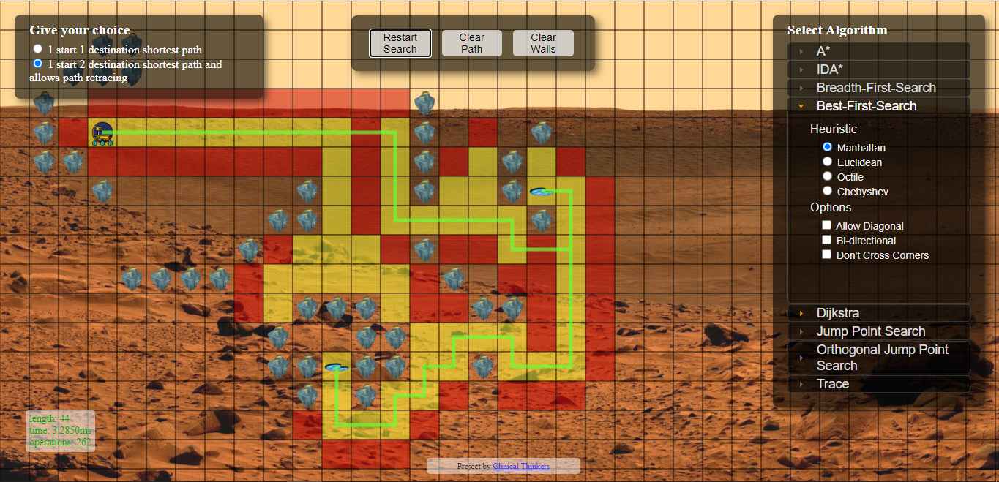 Give your choice
1 start 1 destination shortest path
1 start 2 destination shortest path and
allows path retracing
Restart
Search
Clear
Path
Clear
Walls
Select Algorithm
A*
IDA*
Breadth-First-Search
Best-First-Search
Heuristic
Manhattan
Euclidean
Octile
Chebyshev
Options
Allow Diagonal
Bi-directional
Don't Cross Corners
Dijkstra
Jump Point Search
Orthogonal Jump Point
Search
Trace
length: 44
time: 3.2850ms
operations: 262
Project by Clinical Thinkers